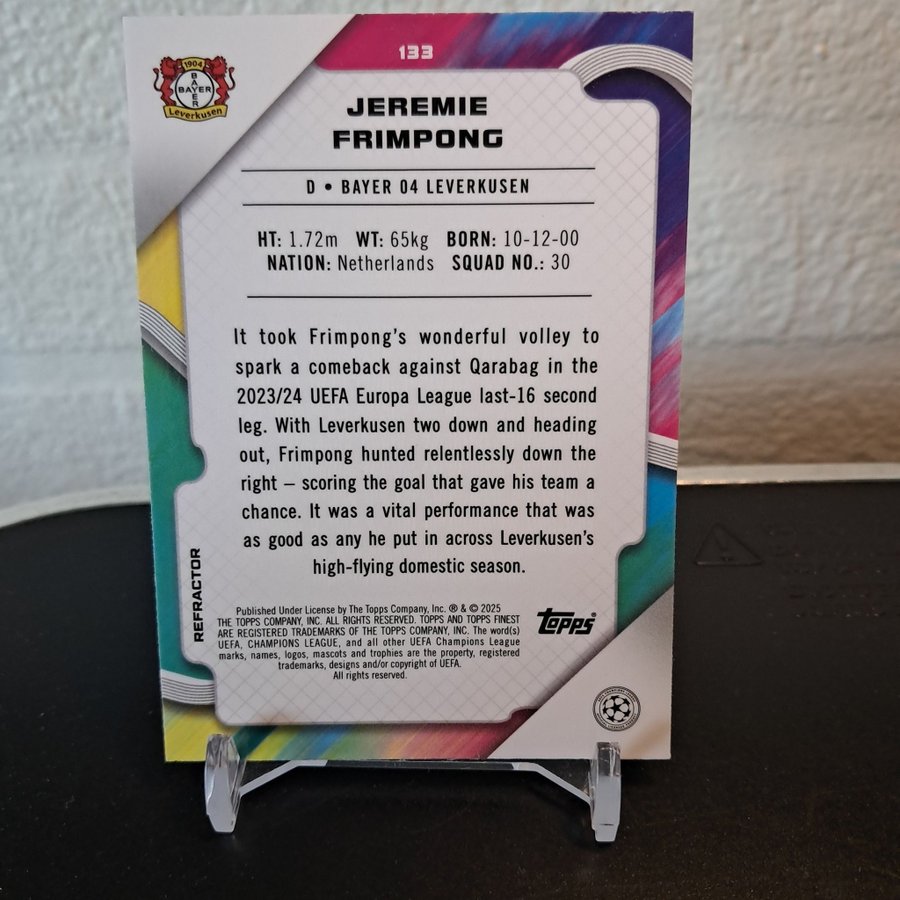 133
1904
BAYER
BAYER
Leverkusen
JEREMIE
FRIMPONG
D • BAYER 04 LEVERKUSEN
HT: 1.72m WT: 65kg BORN: 10-12-00
NATION: Netherlands SQUAD NO.: 30
It took Frimpong's wonderful volley to
spark a comeback against Qarabag in the
2023/24 UEFA Europa League last-16 second
leg. With Leverkusen two down and heading
out, Frimpong hunted relentlessly down the
right – scoring the goal that gave his team a
chance. It was a vital performance that was
as good as any he put in across Leverkusen's
high-flying domestic season.
REFRACTOR
Published Under License by The Topps Company, Inc. ® & © 2025
THE TOPPS COMPANY, INC. ALL RIGHTS RESERVED. TOPPS AND TOPPS FINEST
ARE REGISTERED TRADEMARKS OF THE TOPPS COMPANY, INC. The word(s)
UEFA, CHAMPIONS LEAGUE, and all other UEFA Champions League
marks, names, logos, mascots and trophies are the property, registered
trademarks, designs and/or copyright of UEFA.
All rights reserved.
topps®